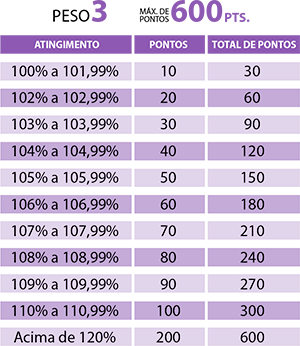 PESO 3 MÁX. DE PONTOS 600 PTS.
ATINGIMENTO PONTOS TOTAL DE PONTOS
100% a 101,99% 10 30
102% a 102,99% 20 60
103% a 103,99% 30 90
104% a 104,99% 40 120
105% a 105,99% 50 150
106% a 106,99% 60 180
107% a 107,99% 70 210
108% a 108,99% 80 240
109% a 109,99% 90 270
110% a 110,99% 100 300
Acima de 120% 200 600